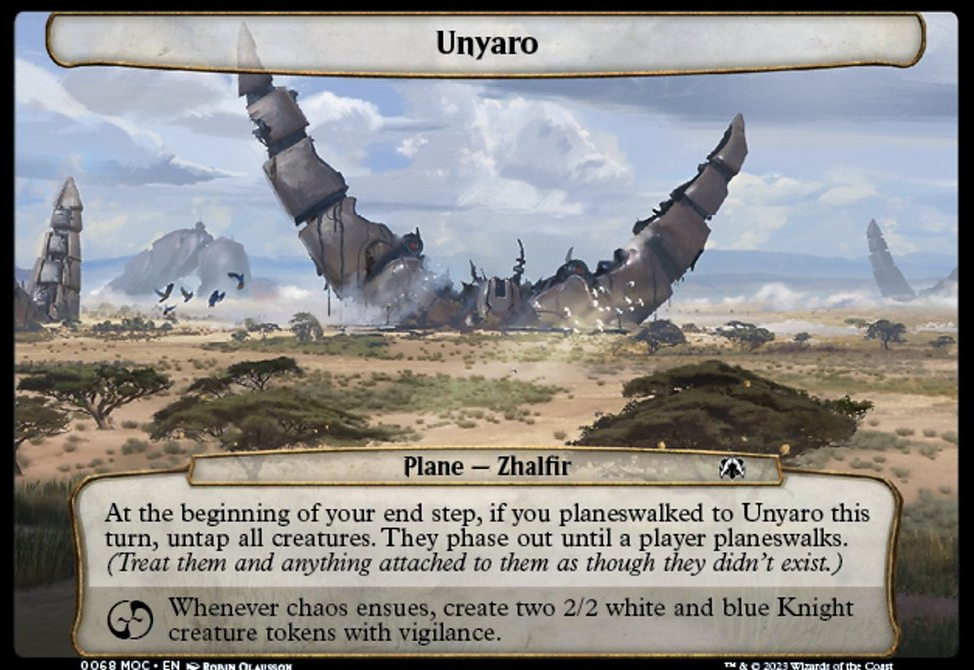 Unyaro
Plane — Zhalfir
At the beginning of your end step, if you planeswalked to Unyaro this
turn, untap all creatures. They phase out until a player planeswalks.
(Treat them and anything attached to them as though they didn't exist.)
Whenever chaos ensues, create two 2/2 white and blue Knight
creature tokens with vigilance.
0068 MOC • EN Robin Olausson
™ & © 2023 Wizards of the Coast